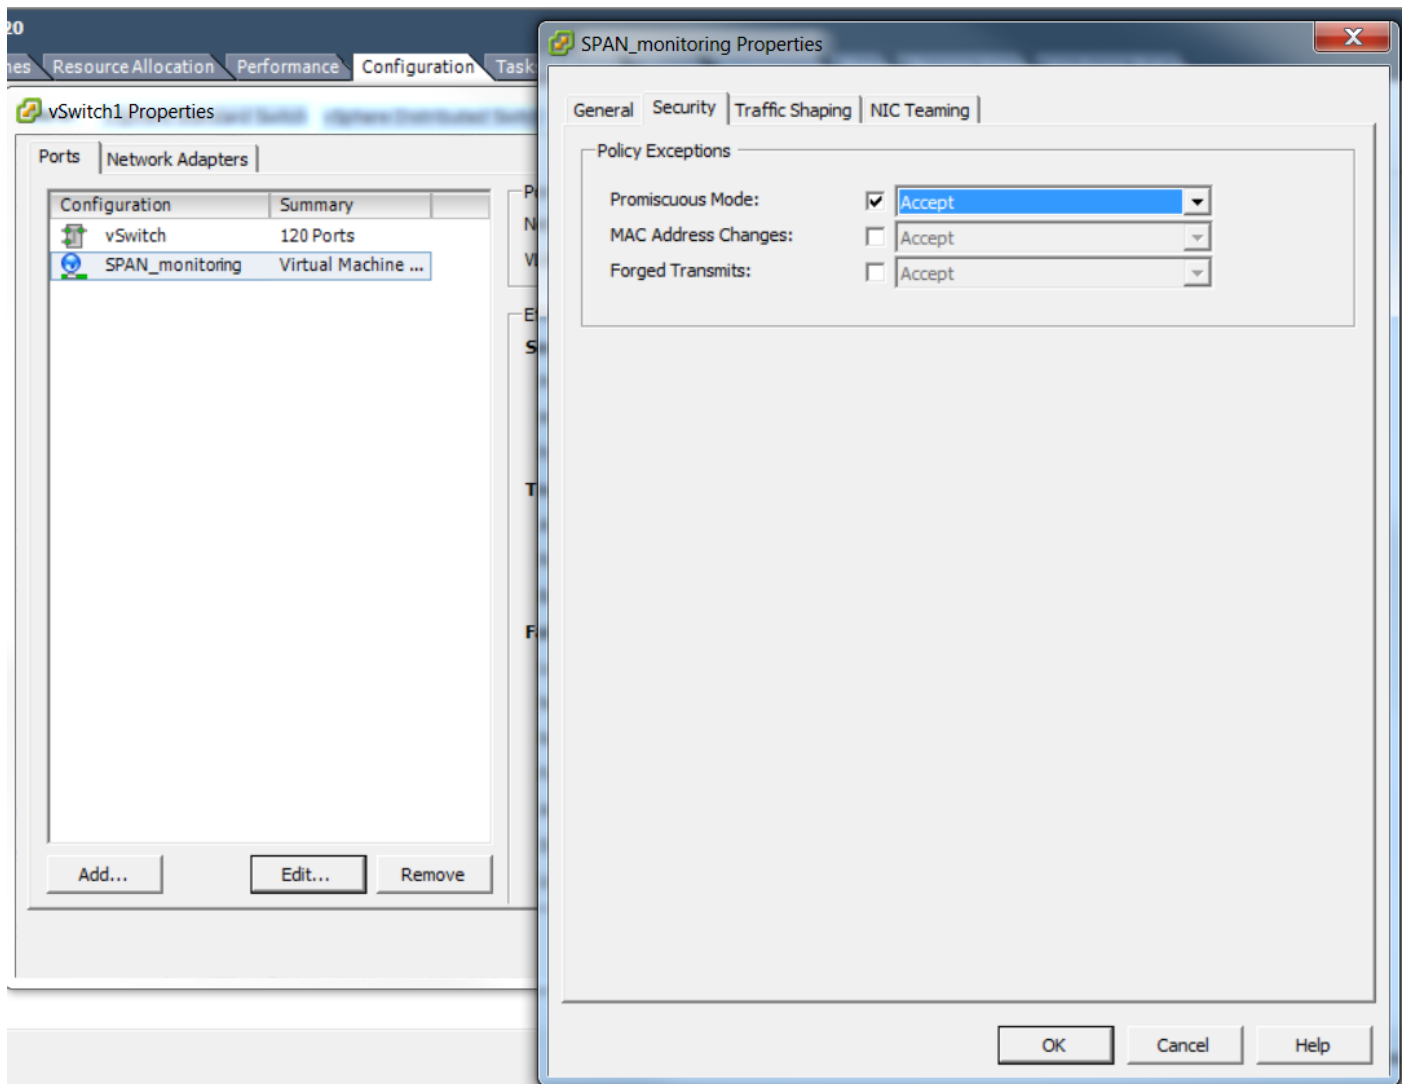 20
nes Resource Allocation Performance Configuration Task
vSwitch1 Properties
Ports Network Adapters
Configuration Summary
vSwitch 120 Ports
SPAN_monitoring Virtual Machine ...
Add... Edit... Remove
SPAN_monitoring Properties
General Security Traffic Shaping NIC Teaming
Policy Exceptions
Promiscuous Mode: Accept
MAC Address Changes: Accept
Forged Transmits: Accept
OK Cancel Help